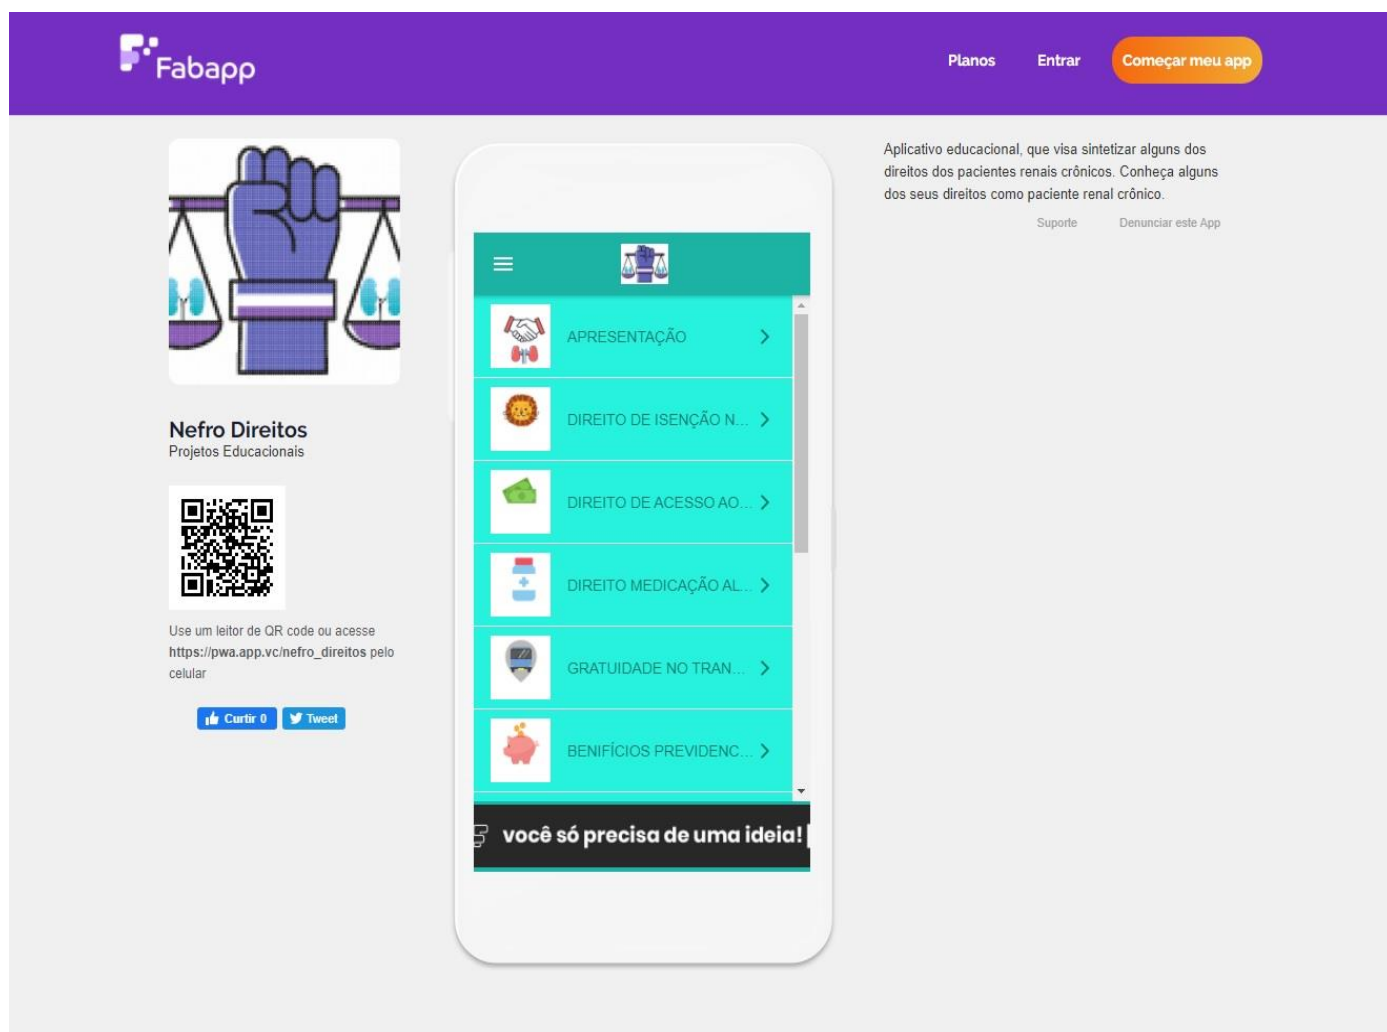 Fabapp
Planos
Entrar
Começar meu app
Nefro Direitos
Projetos Educacionais
Use um leitor de QR code ou acesse
https://pwa.app.vc/nefro_direitos pelo
celular
Curtir 0
Tweet
APRESENTAÇÃO
DIREITO DE ISENÇÃO N...
DIREITO DE ACESSO AO...
DIREITO MEDICAÇÃO AL...
GRATUIDADE NO TRAN...
BENIFÍCIOS PREVIDENC...
você só precisa de uma ideia!
Aplicativo educacional, que visa sintetizar alguns dos
direitos dos pacientes renais crônicos. Conheça alguns
dos seus direitos como paciente renal crônico.
Suporte
Denunciar este App